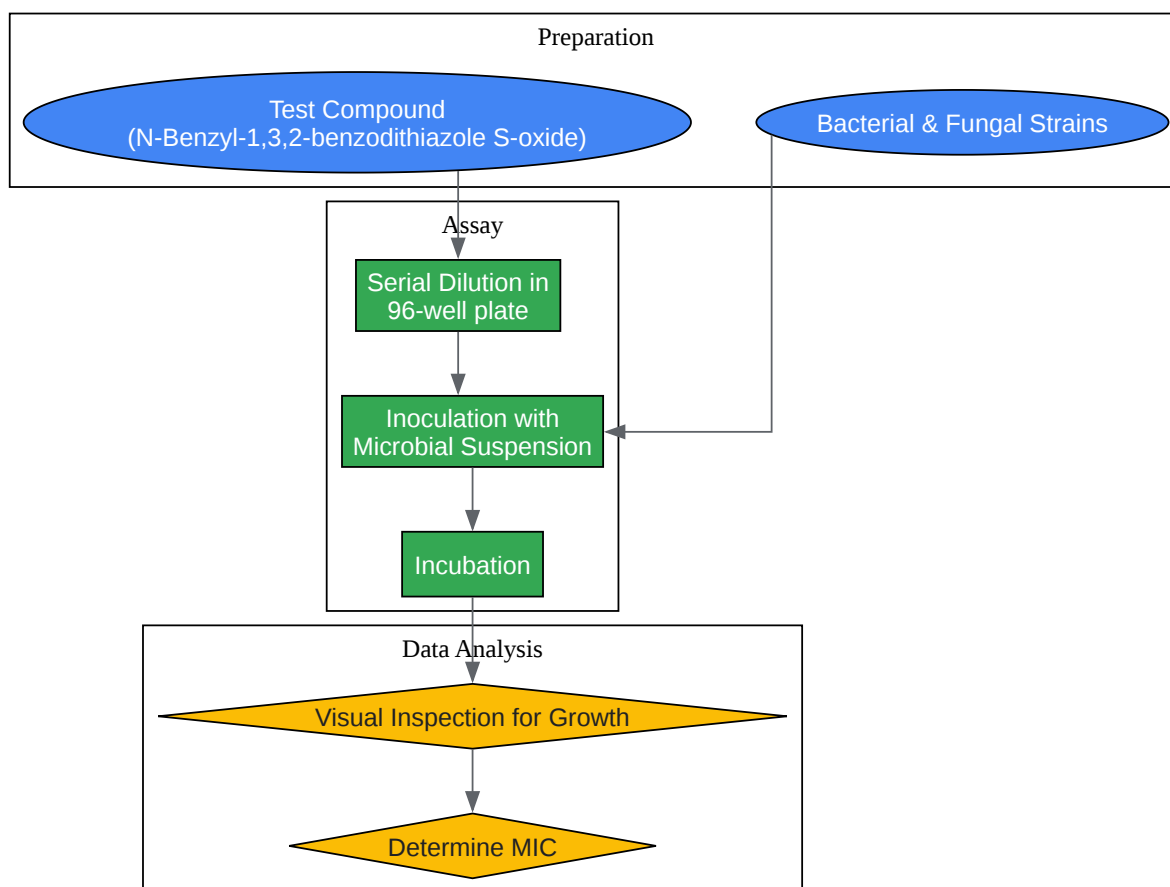 Preparation
Test Compound
(N-Benzyl-1,3,2-benzodithiazole S-oxide)
Bacterial & Fungal Strains
Assay
Serial Dilution in
96-well plate
Inoculation with
Microbial Suspension
Incubation
Data Analysis
Visual Inspection for Growth
Determine MIC